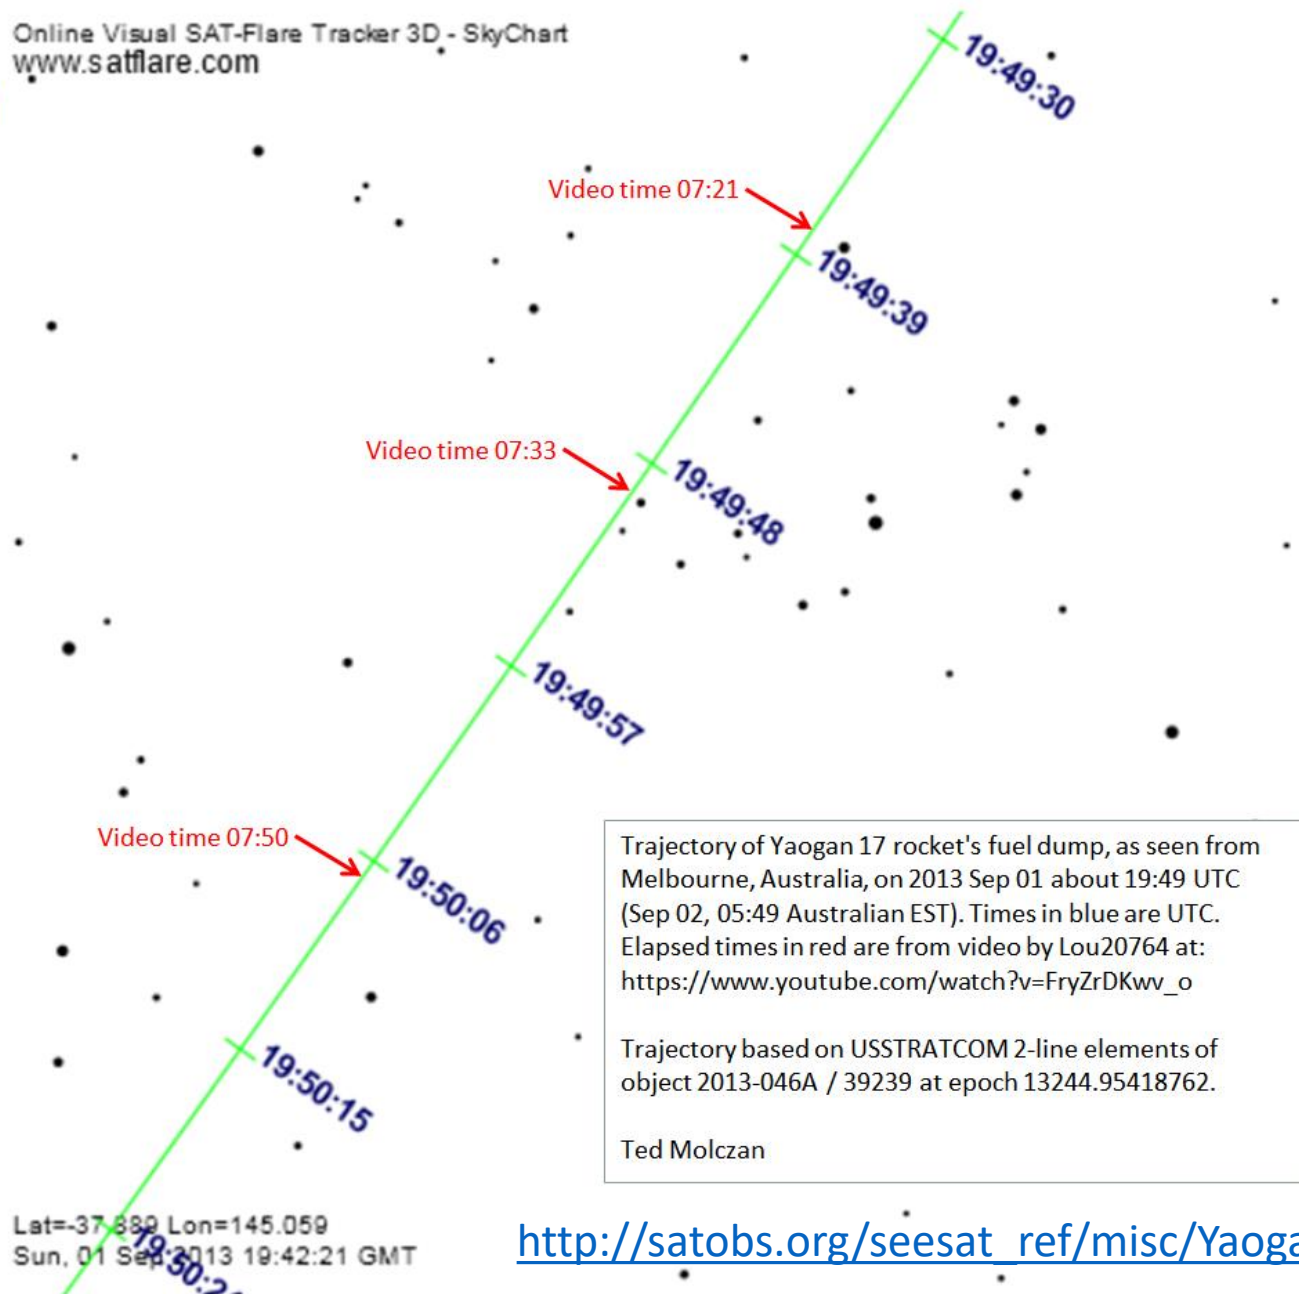 Online Visual SAT-Flare Tracker 3D - SkyChart
www.satflare.com
19:49:30
Video time 07:21
19:49:39
Video time 07:33
19:49:48
19:49:57
Video time 07:50
19:50:06
Trajectory of Yaogan 17 rocket's fuel dump, as seen from
Melbourne, Australia, on 2013 Sep 01 about 19:49 UTC
(Sep 02, 05:49 Australian EST). Times in blue are UTC.
Elapsed times in red are from video by Lou20764 at:
https://www.youtube.com/watch?v=FryZrDKwv_o
Trajectory based on USSTRATCOM 2-line elements of
object 2013-046A / 39239 at epoch 13244.95418762.
Ted Molczan
19:50:15
Lat=-37.889 Lon=145.059
Sun, 01 Sep 2013 19:42:21 GMT
http://satobs.org/seesat_ref/misc/Yaoga